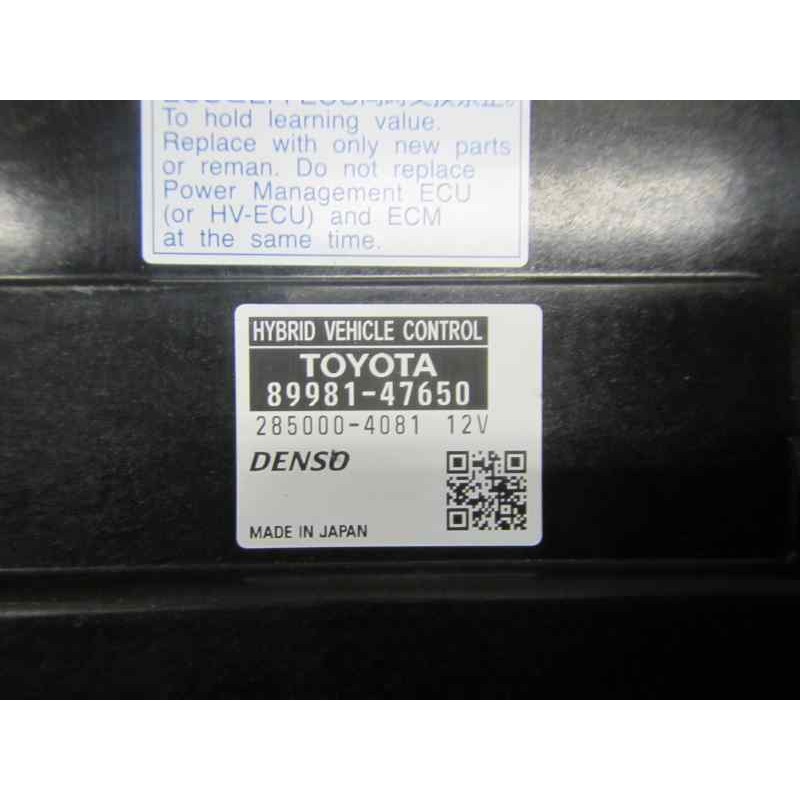 To hold learning value.
Replace with only new parts
or reman. Do not replace
Power Management ECU
(or HV-ECU) and ECM
at the same time.
HYBRID VEHICLE CONTROL
TOYOTA
89981-47650
285000-4081 12V
DENSO
MADE IN JAPAN